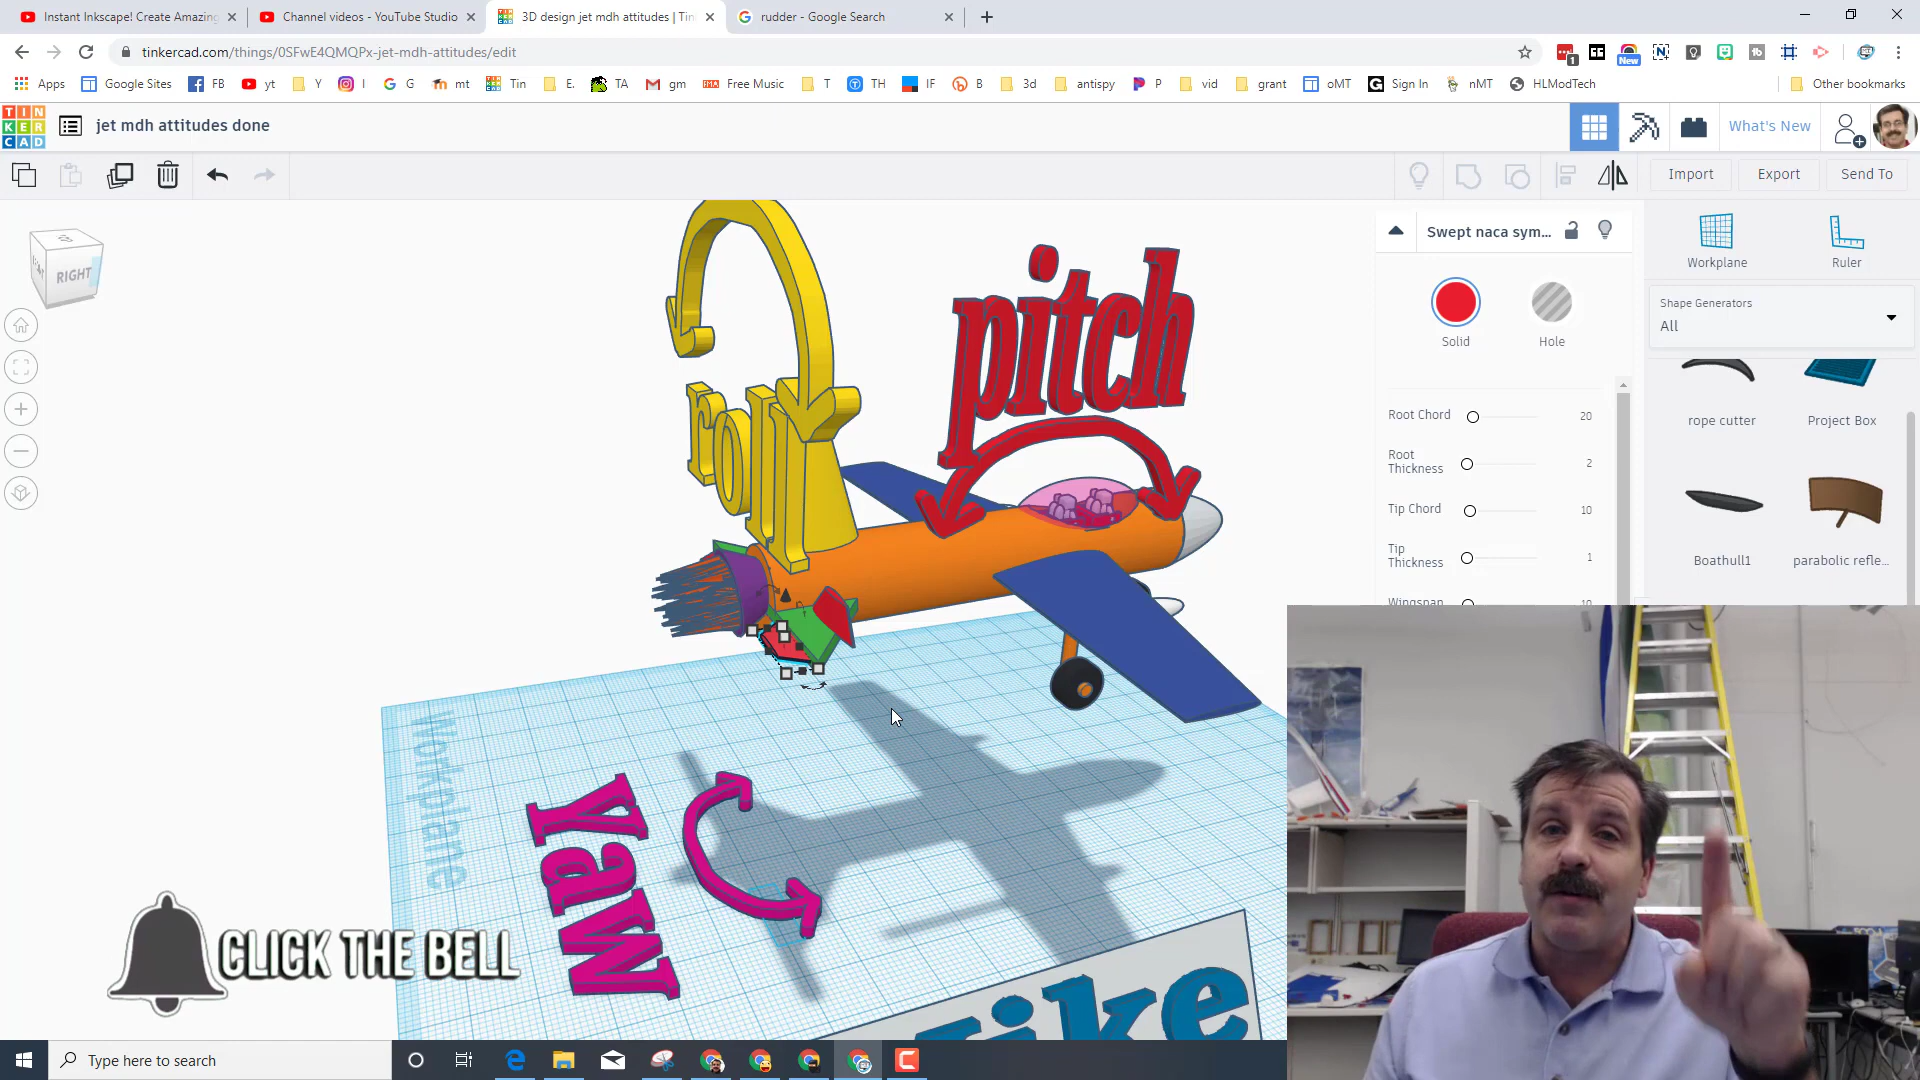 Instant Inkscape! Create Amazing
Channel videos - YouTube Studio
3D design jet mdh attitudes | Tin
rudder - Google Search
tinkercad.com/things/0SFwE4QMQPx-jet-mdh-attitudes/edit
1
New
Apps
Google Sites
FB
yt
Y
I
G
mt
Tin
E.
TA
gm
Free Music
T
TH
IF
B
3d
antispy
P
vid
grant
oMT
Sign In
nMT
HLModTech
Other bookmarks
TIN
KER
CAD
jet mdh attitudes done
What's New
Import
Export
Send To
RIGHT
Swept naca sym...
Solid
Hole
Root Chord
20
Root Thickness
2
Tip Chord
10
Tip Thickness
1
Wingspan
10
Workplane
Ruler
Shape Generators
All
rope cutter
Project Box
Boathull1
parabolic refle...
roll
pitch
Yaw
Workplane
Mike
CLICK THE BELL
Type here to search